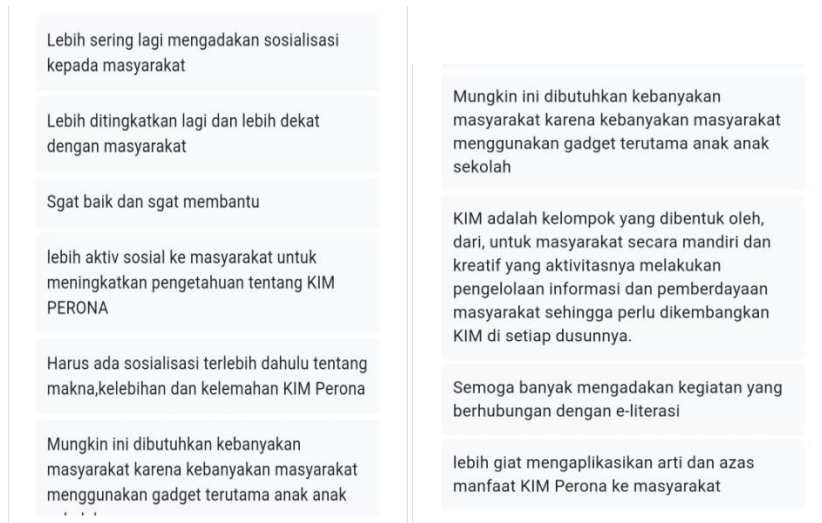 Lebih sering lagi mengadakan sosialisasi
kepada masyarakat
Lebih ditingkatkan lagi dan lebih dekat
dengan masyarakat
Sgat baik dan sgat membantu
lebih aktiv sosial ke masyarakat untuk
meningkatkan pengetahuan tentang KIM
PERONA
Harus ada sosialisasi terlebih dahulu tentang
makna,kelebihan dan kelemahan KIM Perona
Mungkin ini dibutuhkan kebanyakan
masyarakat karena kebanyakan masyarakat
menggunakan gadget terutama anak anak
Mungkin ini dibutuhkan kebanyakan
masyarakat karena kebanyakan masyarakat
menggunakan gadget terutama anak anak
sekolah
KIM adalah kelompok yang dibentuk oleh,
dari, untuk masyarakat secara mandiri dan
kreatif yang aktivitasnya melakukan
pengelolaan informasi dan pemberdayaan
masyarakat sehingga perlu dikembangkan
KIM di setiap dusunnya.
Semoga banyak mengadakan kegiatan yang
berhubungan dengan e-literasi
lebih giat mengaplikasikan arti dan azas
manfaat KIM Perona ke masyarakat